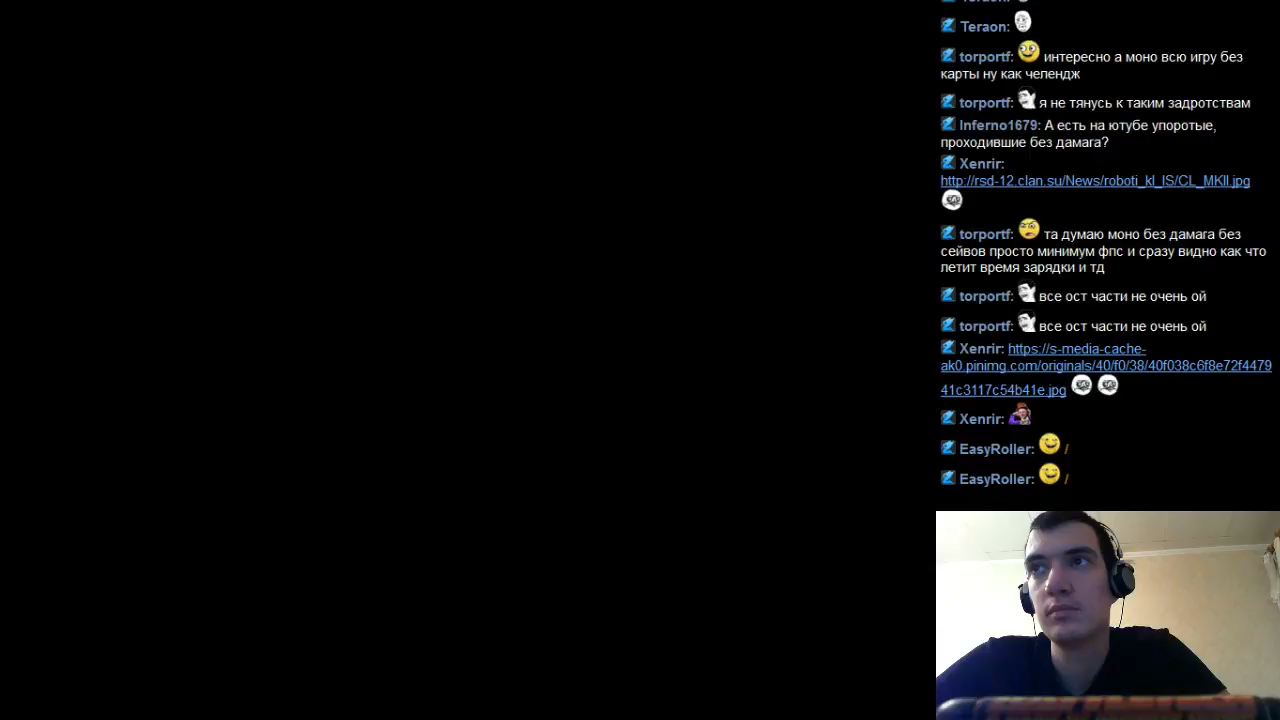 Teraon:
torportf: интересно а моно всю игру без
карты ну как челендж
torportf: я не тянусь к таким задротствам
Inferno1679: А есть на ютубе упоротые,
проходившие без дамага?
Xenrir:
http://rsd-12.clan.su/News/roboti_kl_IS/CL_MKII.jpg
torportf: та думаю моно без дамага без
сейвов просто минимум фпс и сразу видно как что
летит время зарядки и тд
torportf: все ост части не очень ой
torportf: все ост части не очень ой
Xenrir: https://s-media-cache-
ak0.pinimg.com/originals/40/f0/38/40f038c6f8e72f4479
41c3117c54b41e.jpg
Xenrir:
EasyRoller: /
EasyRoller: /